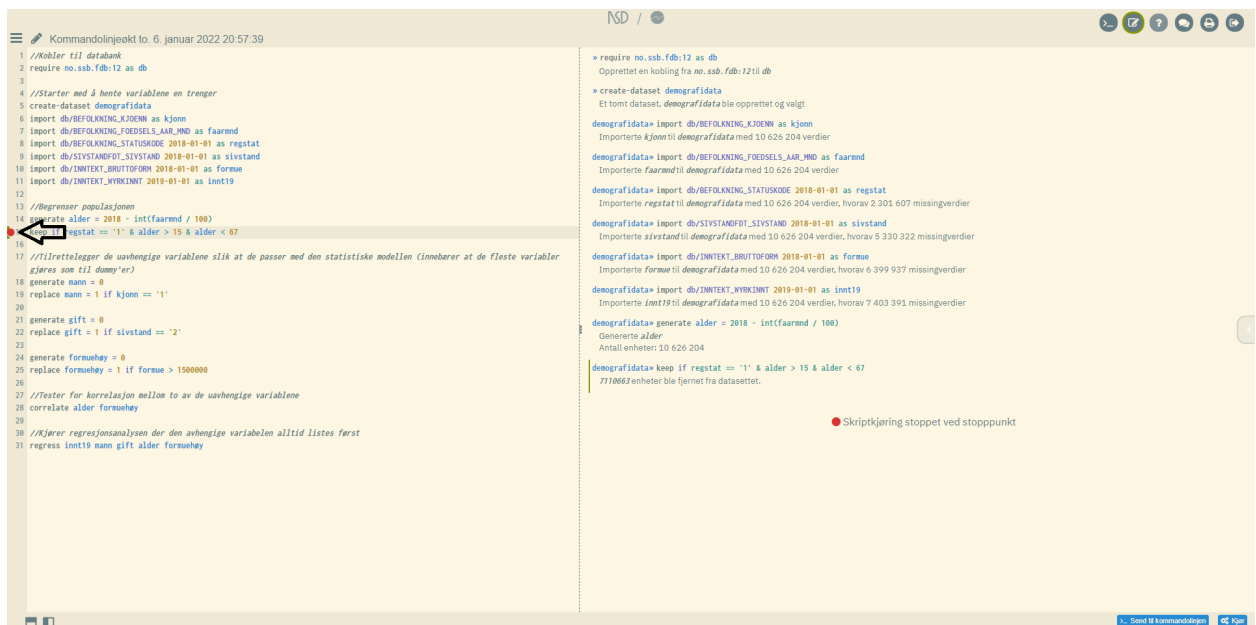 NSD /
Kommandolinjeøkt to. 6. januar 2022 20:57:39
1 //Kobler til databank
2 require no.ssb.fdb:12 as db
3
4 //Starter med å hente variablene en trenger
5 create-dataset demografidata
6 import db/BEFOLKNING_KJOENN as kjonn
7 import db/BEFOLKNING_FOEDSELS_AAR_MND as faarmnd
8 import db/BEFOLKNING_STATUSKODE 2018-01-01 as regstat
9 import db/SIVSTANDFDT_SIVSTAND 2018-01-01 as sivstand
10 import db/INNTEKT_BRUTTOFORM 2018-01-01 as formue
11 import db/INNTEKT_WYRKINNT 2019-01-01 as innt19
12
13 //Begrenser populasjonen
14 generate alder = 2018 - int(faarmnd / 100)
keep if regstat == '1' & alder > 15 & alder < 67
16
17 //Tilrettelegger de uavhengige variablene slik at de passer med den statistiske modellen (innebærer at de fleste variabler
gjøres som til dummy'er)
18 generate mann = 0
19 replace mann = 1 if kjonn == '1'
20
21 generate gift = 0
22 replace gift = 1 if sivstand == '2'
23
24 generate formuehøy = 0
25 replace formuehøy = 1 if formue > 1500000
26
27 //Tester for korrelasjon mellom to av de uavhengige variablene
28 correlate alder formuehøy
29
30 //Kjører regresjonsanalysen der den avhengige variabelen alltid listes først
31 regress innt19 mann gift alder formuehøy
» require no.ssb.fdb:12 as db
Opprettet en kobling fra no.ssb.fdb:12 til db
» create-dataset demografidata
Et tomt dataset, demografidata ble opprettet og valgt
demografidata» import db/BEFOLKNING_KJOENN as kjonn
Importerte kjonn til demografidata med 10 626 204 verdier
demografidata» import db/BEFOLKNING_FOEDSELS_AAR_MND as faarmnd
Importerte faarmnd til demografidata med 10 626 204 verdier
demografidata» import db/BEFOLKNING_STATUSKODE 2018-01-01 as regstat
Importerte regstat til demografidata med 10 626 204 verdier, hvorav 2 301 607 missingverdier
demografidata» import db/SIVSTANDFDT_SIVSTAND 2018-01-01 as sivstand
Importerte sivstand til demografidata med 10 626 204 verdier, hvorav 5 330 322 missingverdier
demografidata» import db/INNTEKT_BRUTTOFORM 2018-01-01 as formue
Importerte formue til demografidata med 10 626 204 verdier, hvorav 6 399 937 missingverdier
demografidata» import db/INNTEKT_WYRKINNT 2019-01-01 as innt19
Importerte innt19 til demografidata med 10 626 204 verdier, hvorav 7 403 391 missingverdier
demografidata» generate alder = 2018 - int(faarmnd / 100)
Genererte alder
Antall enheter: 10 626 204
demografidata» keep if regstat == '1' & alder > 15 & alder < 67
7110663 enheter ble fjernet fra datasettet.
Skriptkjøring stoppet ved stopppunkt
>_ Send til kommandolinjen
Kjør